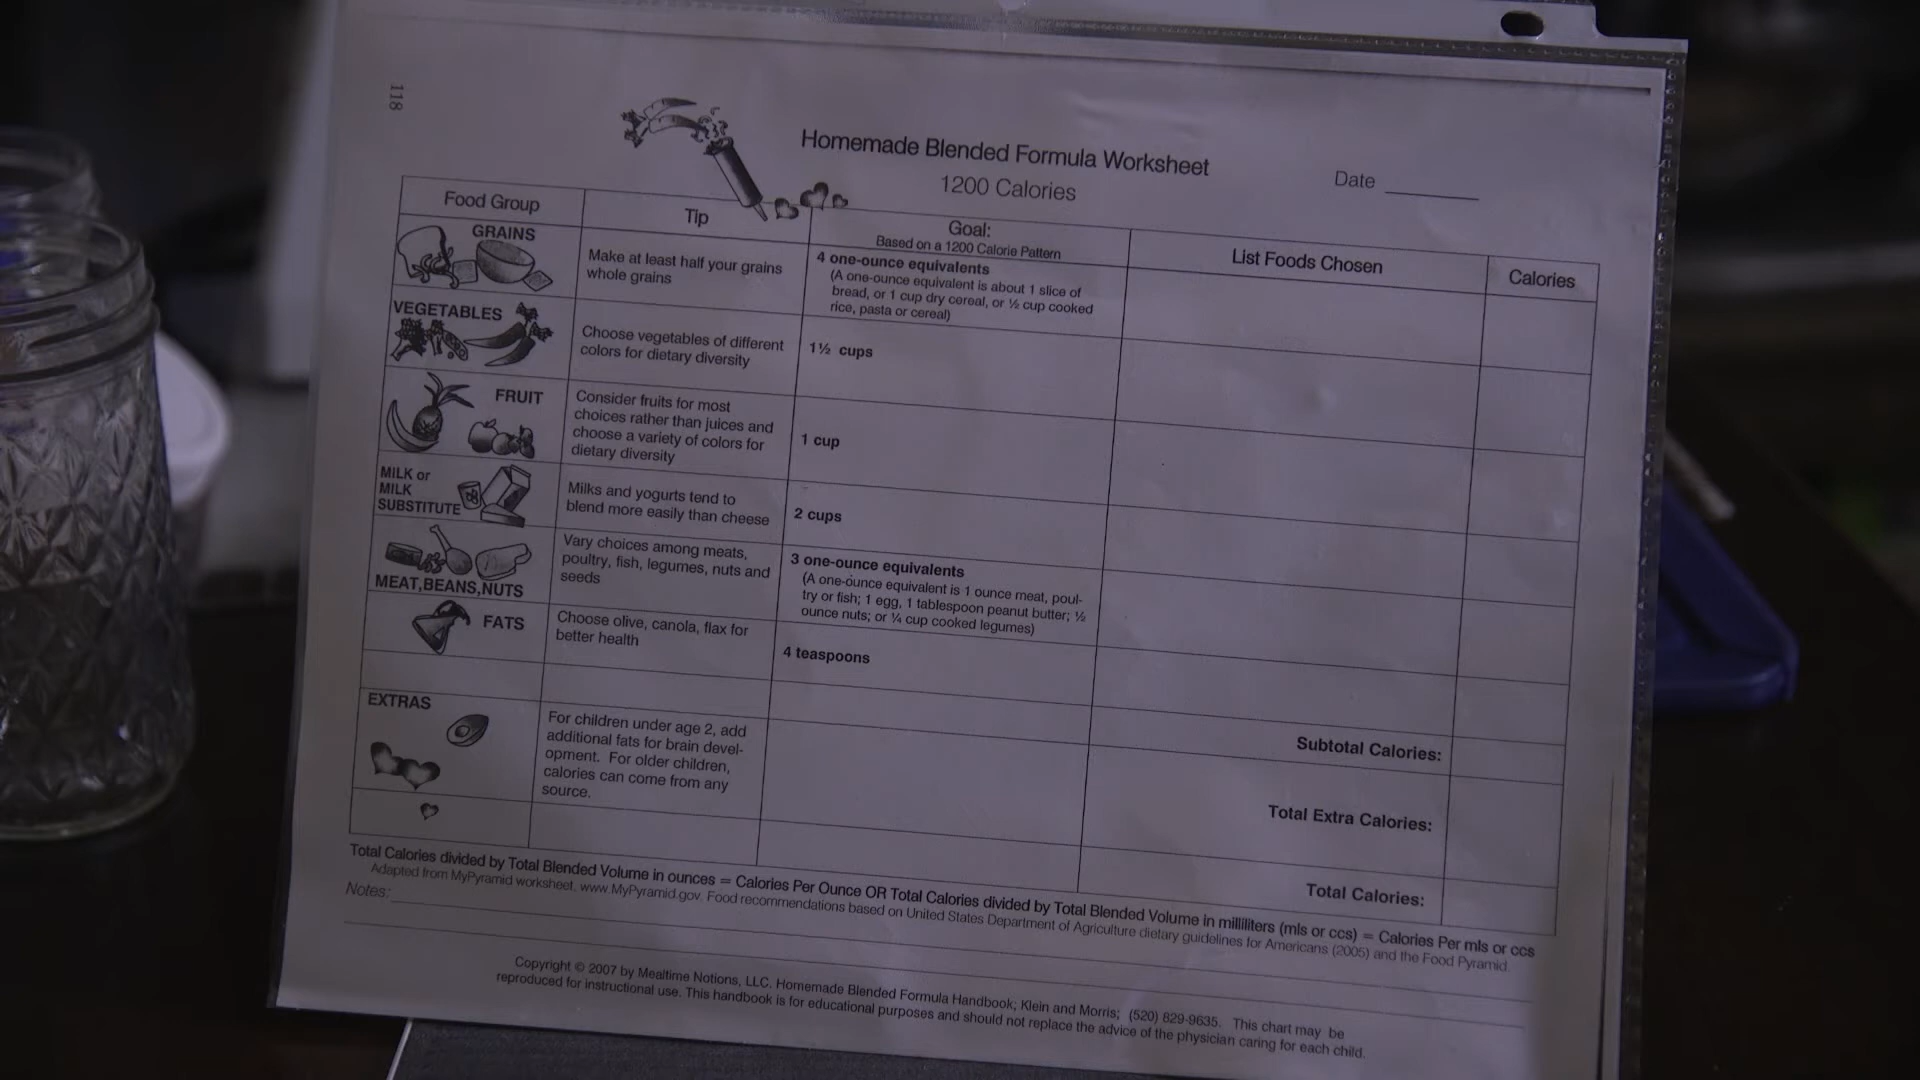 118
Homemade Blended Formula Worksheet
1200 Calories
Date
Food Group
Tip
Goal:
Based on a 1200 Calorie Pattern
List Foods Chosen
Calories
GRAINS
Make at least half your grains
whole grains
4 one-ounce equivalents
(A one-ounce equivalent is about 1 slice of
bread, or 1 cup dry cereal, or ½ cup cooked
rice, pasta or cereal)
VEGETABLES
Choose vegetables of different
colors for dietary diversity
1½ cups
FRUIT
Consider fruits for most
choices rather than juices and
choose a variety of colors for
dietary diversity
1 cup
MILK or
MILK
SUBSTITUTE
Milks and yogurts tend to
blend more easily than cheese
2 cups
MEAT,BEANS,NUTS
Vary choices among meats,
poultry, fish, legumes, nuts and
seeds
3 one-ounce equivalents
(A one-ounce equivalent is 1 ounce meat, poul-
try or fish; 1 egg, 1 tablespoon peanut butter; ½
ounce nuts; or ¼ cup cooked legumes)
FATS
Choose olive, canola, flax for
better health
4 teaspoons
Subtotal Calories:
EXTRAS
For children under age 2, add
additional fats for brain devel-
opment. For older children,
calories can come from any
source.
Total Extra Calories:
Total Calories:
Total Calories divided by Total Blended Volume in ounces = Calories Per Ounce OR Total Calories divided by Total Blended Volume in milliliters (mls or ccs) = Calories Per mls or ccs
Adapted from MyPyramid worksheet, www.MyPyramid.gov. Food recommendations based on United States Department of Agriculture dietary guidelines for Americans (2005) and the Food Pyramid.
Notes:
Copyright © 2007 by Mealtime Notions, LLC. Homemade Blended Formula Handbook; Klein and Morris; (520) 829-9635. This chart may be
reproduced for instructional use. This handbook is for educational purposes and should not replace the advice of the physician caring for each child.